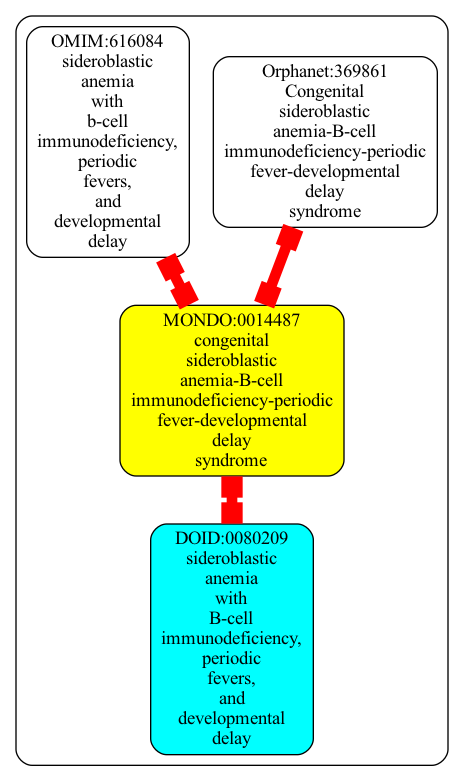 OMIM:616084
sideroblastic
anemia
with
b-cell
immunodeficiency,
periodic
fevers,
and
developmental
delay
Orphanet:369861
Congenital
sideroblastic
anemia-B-cell
immunodeficiency-periodic
fever-developmental
delay
syndrome
MONDO:0014487
congenital
sideroblastic
anemia-B-cell
immunodeficiency-periodic
fever-developmental
delay
syndrome
DOID:0080209
sideroblastic
anemia
with
B-cell
immunodeficiency,
periodic
fevers,
and
developmental
delay